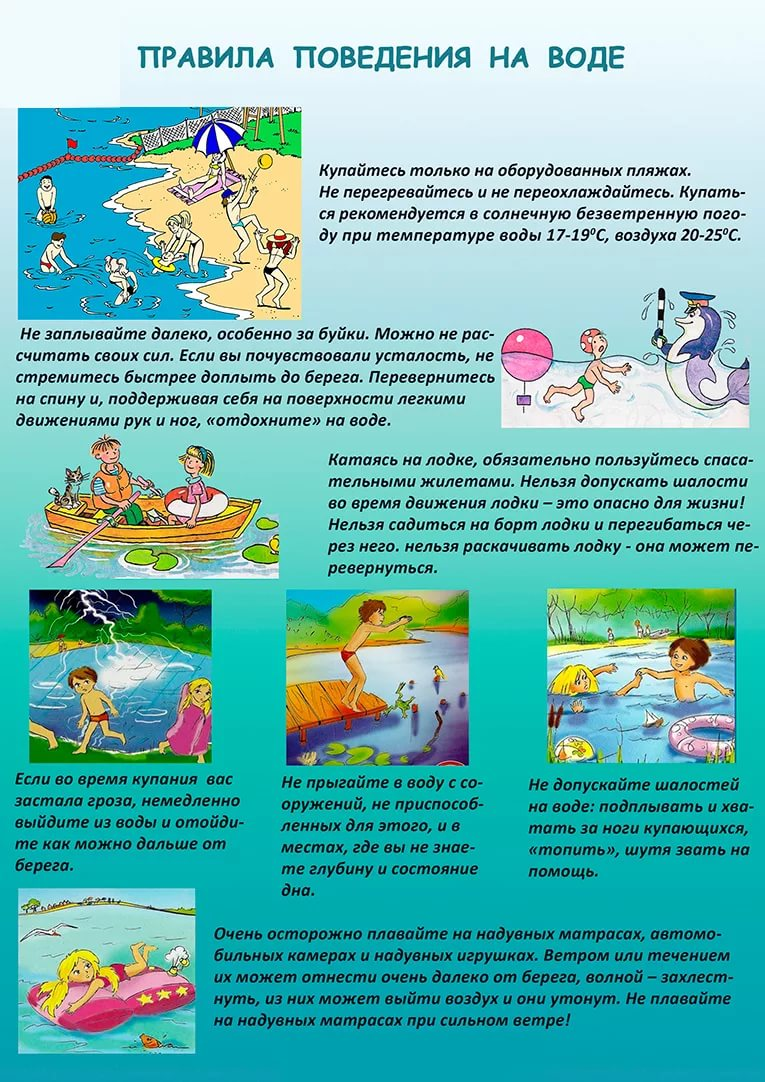 ПРАВИЛА ПОВЕДЕНИЯ НА ВОДЕ
Купайтесь только на оборудованных пляжах.
Не перегревайтесь и не переохлаждайтесь. Купать-
ся рекомендуется в солнечную безветренную пого-
ду при температуре воды 17-19⁰С, воздуха 20-25⁰С.
Не заплывайте далеко, особенно за буйки. Можно не рас-
считать своих сил. Если вы почувствовали усталость, не
стремитесь быстрее доплыть до берега. Перевернитесь
на спину и, поддерживая себя на поверхности легкими
движениями рук и ног, «отдохните» на воде.
Катаясь на лодке, обязательно пользуйтесь спаса-
тельными жилетами. Нельзя допускать шалости
во время движения лодки – это опасно для жизни!
Нельзя садиться на борт лодки и перегибаться че-
рез него. нельзя раскачивать лодку - она может пе-
ревернуться.
Если во время купания вас
застала гроза, немедленно
выйдите из воды и отойди-
те как можно дальше от
берега.
Не прыгайте в воду с со-
оружений, не приспособ-
ленных для этого, и в
местах, где вы не знае-
те глубину и состояние
дна.
Не допускайте шалостей
на воде: подплывать и хва-
тать за ноги купающихся,
«топить», шутя звать на
помощь.
Очень осторожно плавайте на надувных матрасах, автомо-
бильных камерах и надувных игрушках. Ветром или течением
их может отнести очень далеко от берега, волной – захлест-
нуть, из них может выйти воздух и они утонут. Не плавайте
на надувных матрасах при сильном ветре!